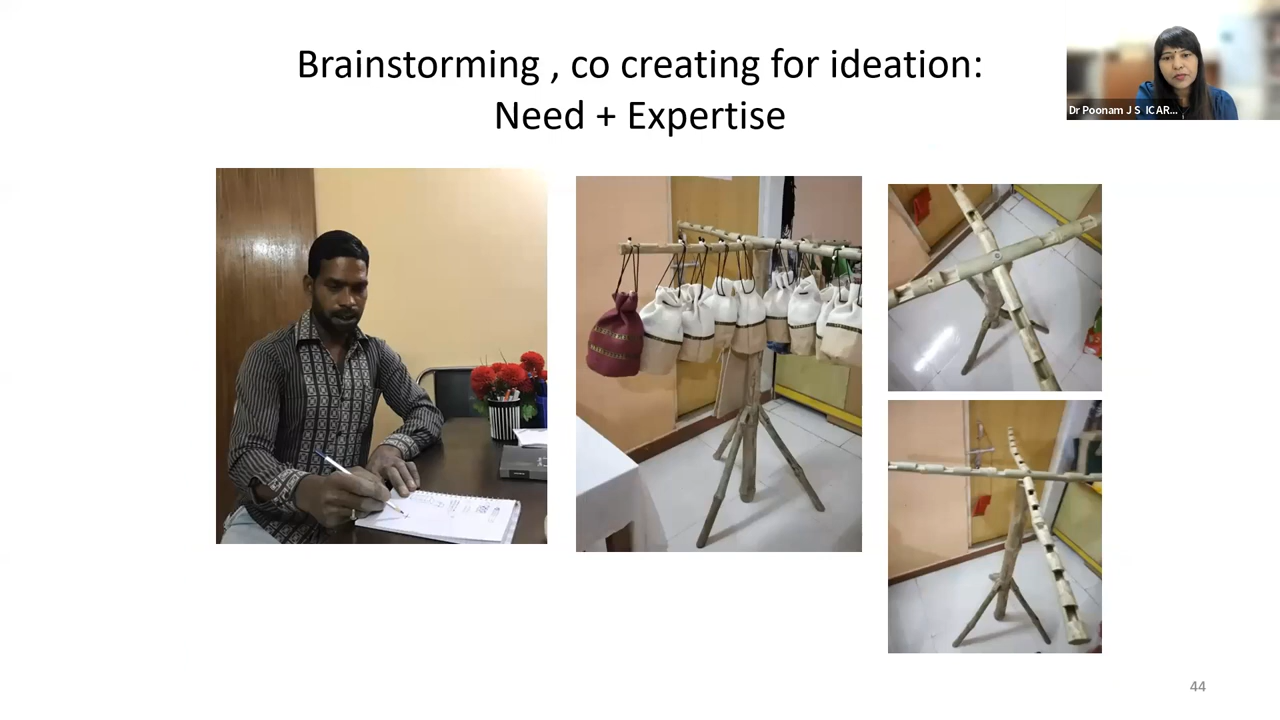 Brainstorming , co creating for ideation:
Need + Expertise
Dr Poonam J S ICAR...
44